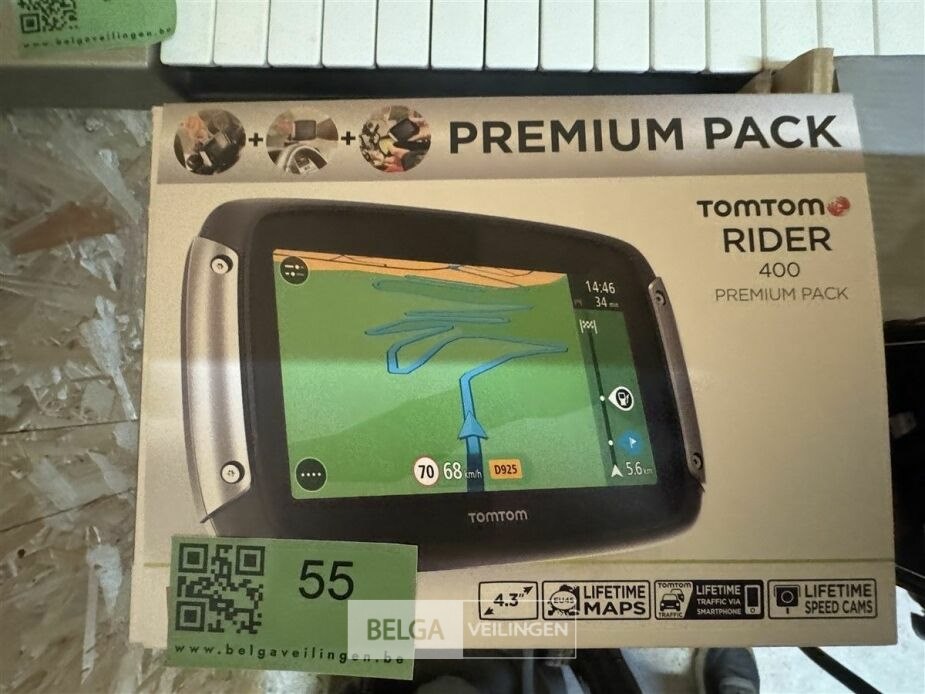 www.belgaveilingen.be
+ + PREMIUM PACK
TOMTOM
RIDER
400
PREMIUM PACK
14:46
34 min
70 68 km/h D925
5.6 km
TOMTOM
55
www.belgaveilingen.be
BELGA VEILINGEN
4.3"
EU45
LIFETIME
MAPS
TOMTOM
TRAFFIC
LIFETIME
TRAFFIC VIA
SMARTPHONE
LIFETIME
SPEED CAMS